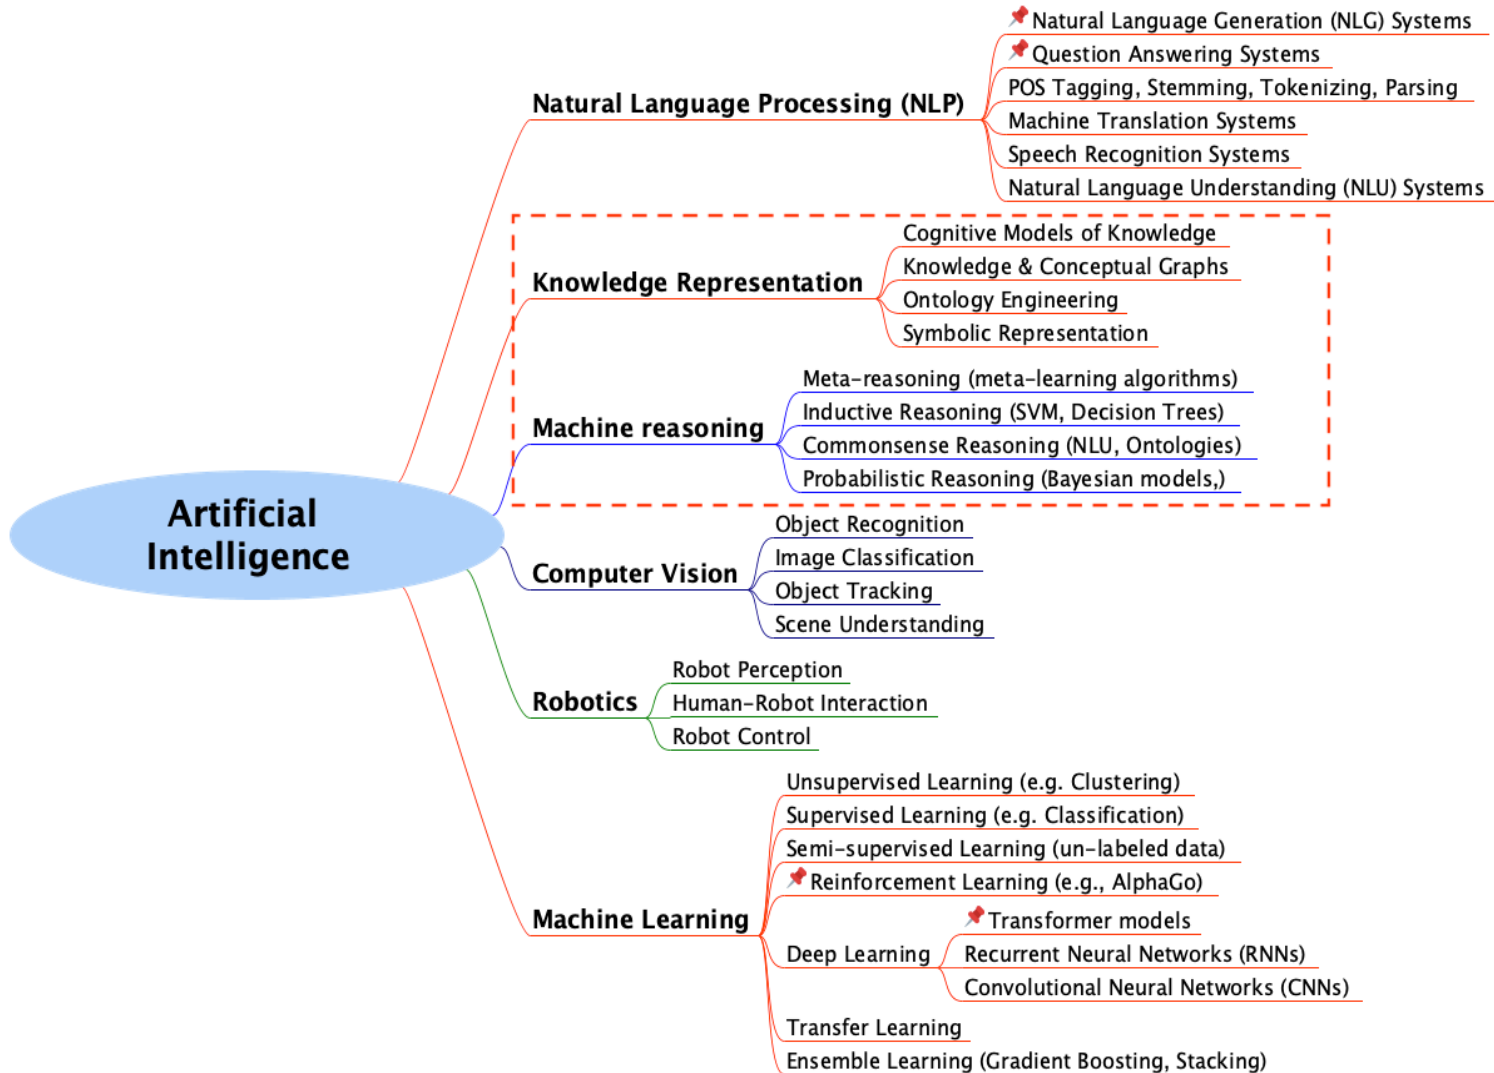 Natural Language Generation (NLG) Systems
Question Answering Systems
POS Tagging, Stemming, Tokenizing, Parsing
Natural Language Processing (NLP)
Machine Translation Systems
Speech Recognition Systems
Natural Language Understanding (NLU) Systems
Cognitive Models of Knowledge
Knowledge & Conceptual Graphs
Knowledge Representation
Ontology Engineering
Symbolic Representation
Meta-reasoning (meta-learning algorithms)
Inductive Reasoning (SVM, Decision Trees)
Machine reasoning
Commonsense Reasoning (NLU, Ontologies)
Probabilistic Reasoning (Bayesian models,)
Artificial
Intelligence
Object Recognition
Image Classification
Computer Vision
Object Tracking
Scene Understanding
Robot Perception
Robotics
Human-Robot Interaction
Robot Control
Unsupervised Learning (e.g. Clustering)
Supervised Learning (e.g. Classification)
Semi-supervised Learning (un-labeled data)
Reinforcement Learning (e.g., AlphaGo)
Machine Learning
Transformer models
Deep Learning
Recurrent Neural Networks (RNNs)
Convolutional Neural Networks (CNNs)
Transfer Learning
Ensemble Learning (Gradient Boosting, Stacking)